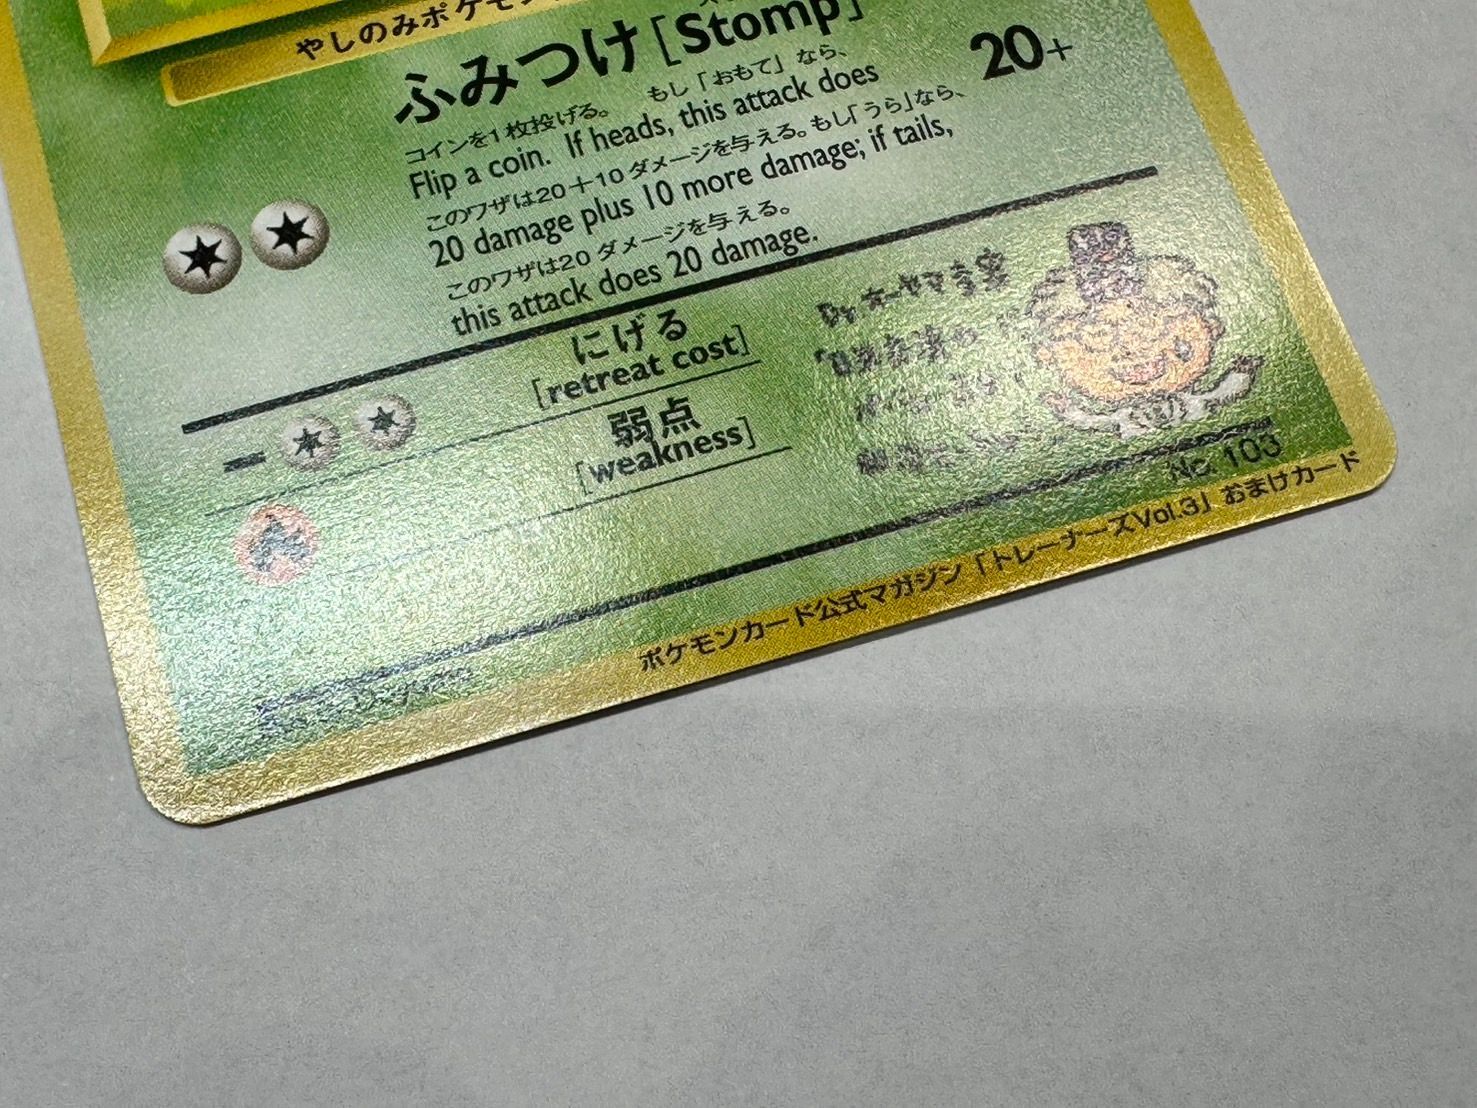 やしのみポケモン
ふみつけ [Stomp] 20+
コインを1枚投げる。 もし「おもて」なら、
Flip a coin. If heads, this attack does
このワザは20＋10ダメージを与える。もし「うら」なら、
20 damage plus 10 more damage; if tails,
このワザは20ダメージを与える。
this attack does 20 damage.
にげる
[retreat cost]
弱点
[weakness]
No. 103
ポケモンカード公式マガジン「トレーナーズVol.3」おまけカード